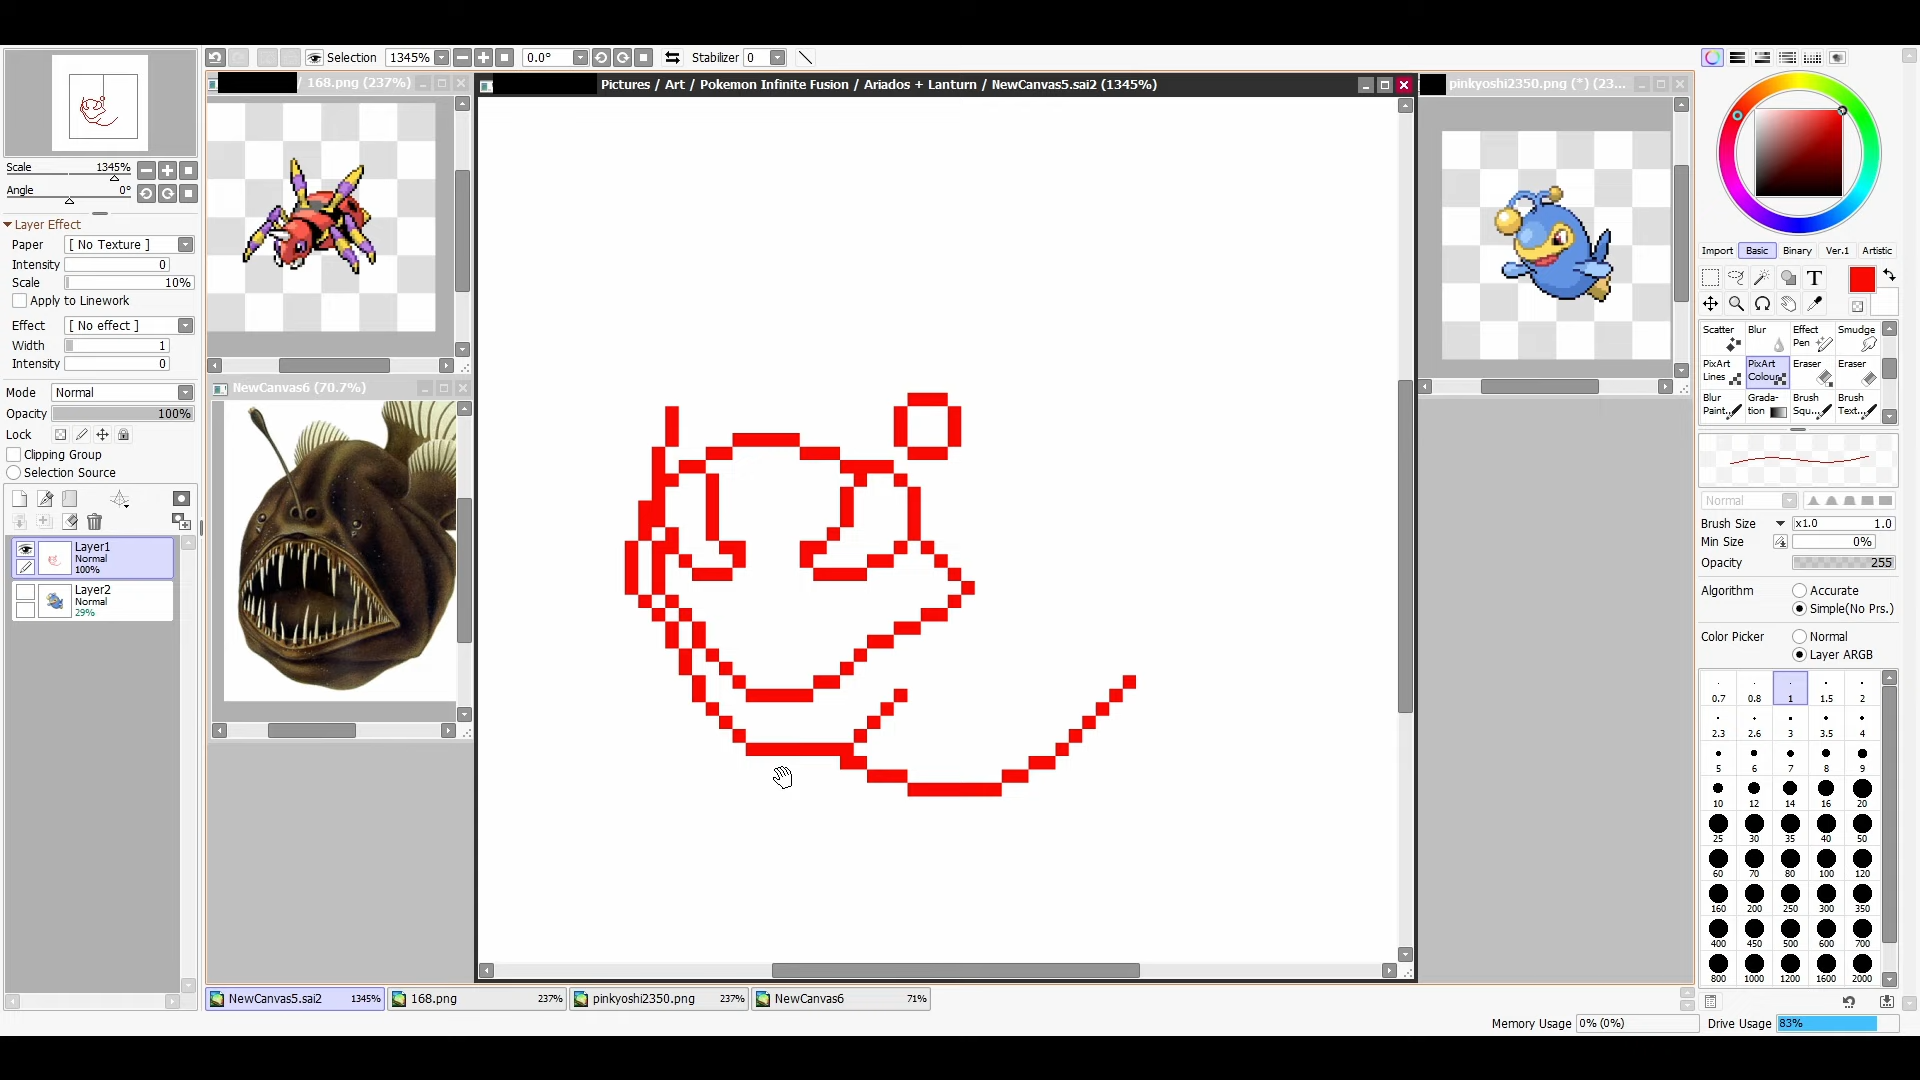 Selection 1345% 0.0° Stabilizer 0
/ 168.png (237%)
Pictures / Art / Pokemon Infinite Fusion / Ariados + Lanturn / NewCanvas5.sai2 (1345%)
pinkyoshi2350.png (*) (23...
Scale 1345%
Angle 0°
Layer Effect
Paper [ No Texture ]
Intensity 0
Scale 10%
Apply to Linework
Effect [ No effect ]
Width 1
Intensity 0
Mode Normal
Opacity 100%
Lock
Clipping Group
Selection Source
Layer1
Normal
100%
Layer2
Normal
29%
NewCanvas6 (70.7%)
Import Basic Binary Ver.1 Artistic
T
Scatter Blur Effect Pen Smudge
PixArt Lines PixArt Colour Eraser Eraser
Blur Paint.. Grada-tion Brush Squ.. Brush Text..
Normal
Brush Size x1.0 1.0
Min Size 0%
Opacity 255
Algorithm Accurate
Simple(No Prs.)
Color Picker Normal
Layer ARGB
0.7 0.8 1 1.5 2
2.3 2.6 3 3.5 4
5 6 7 8 9
10 12 14 16 20
25 30 35 40 50
60 70 80 100 120
160 200 250 300 350
400 450 500 600 700
800 1000 1200 1600 2000
NewCanvas5.sai2 1345% 168.png 237% pinkyoshi2350.png 237% NewCanvas6 71%
Memory Usage 0% (0%) Drive Usage 83%